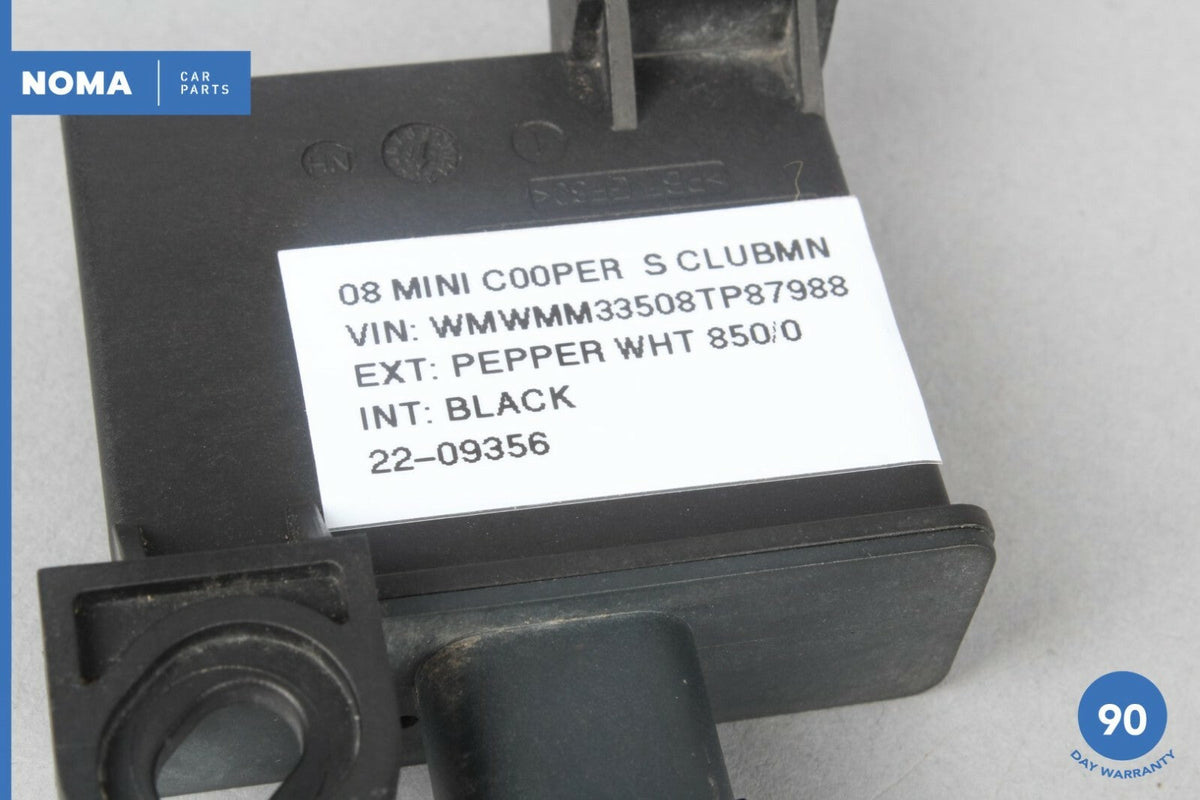 NOMA
CAR
PARTS
HN
08 MINI COOPER S CLUBMN
VIN: WMWMM33508TP87988
EXT: PEPPER WHT 850/0
INT: BLACK
22-09356
90
DAY WARRANTY